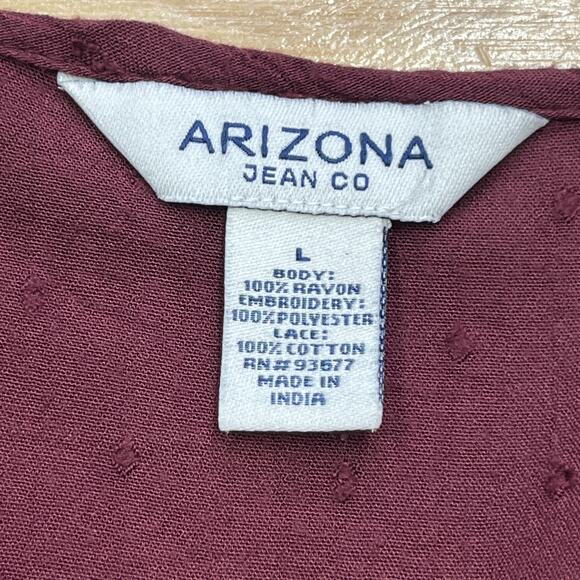 ARIZONA
JEAN CO
L
BODY:
100% RAYON
EMBROIDERY:
100% POLYESTER
LACE:
100% COTTON
RN# 93677
MADE IN
INDIA